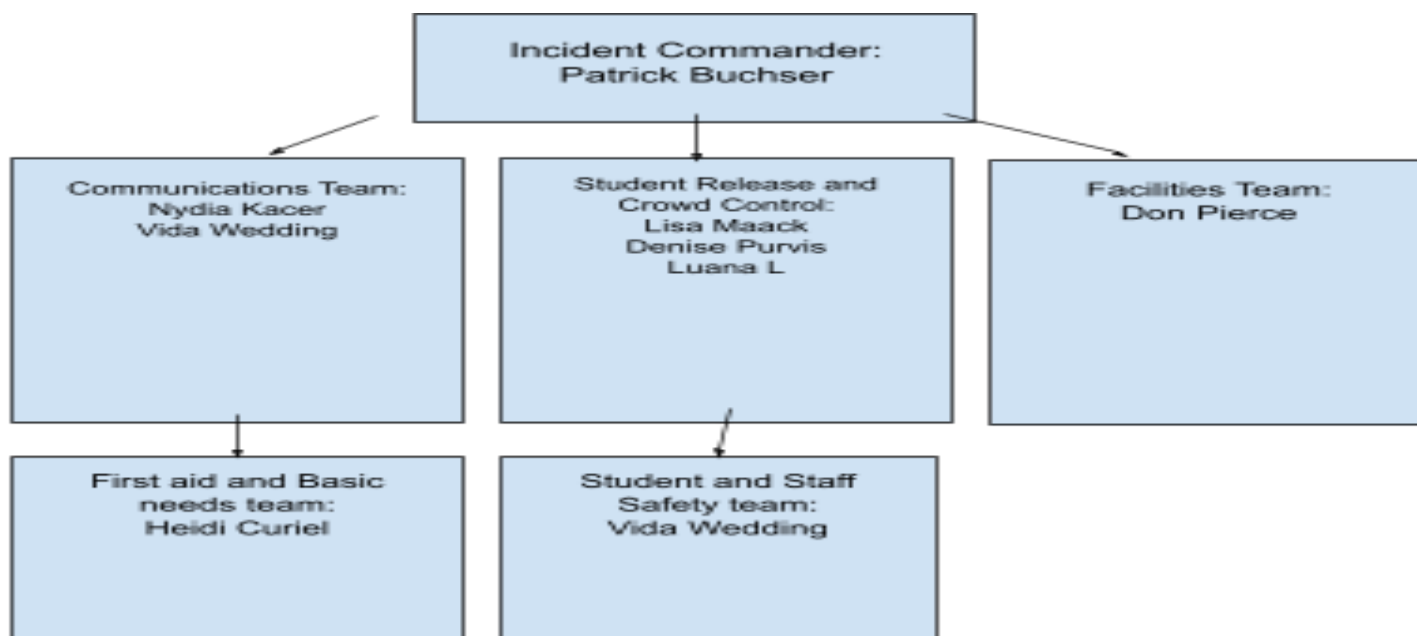 Incident Commander:
Patrick Buchser
Communications Team:
Nydia Kacer
Vida Wedding
Student Release and
Crowd Control:
Lisa Maack
Denise Purvis
Luana L
Facilities Team:
Don Pierce
First aid and Basic
needs team:
Heidi Curiel
Student and Staff
Safety team:
Vida Wedding